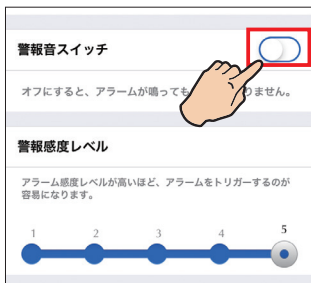 警報音スイッチ
オフにすると、アラームが鳴っても りません。
警報感度レベル
アラーム感度レベルが高いほど、アラームをトリガーするのが
容易になります。
1 2 3 4 5